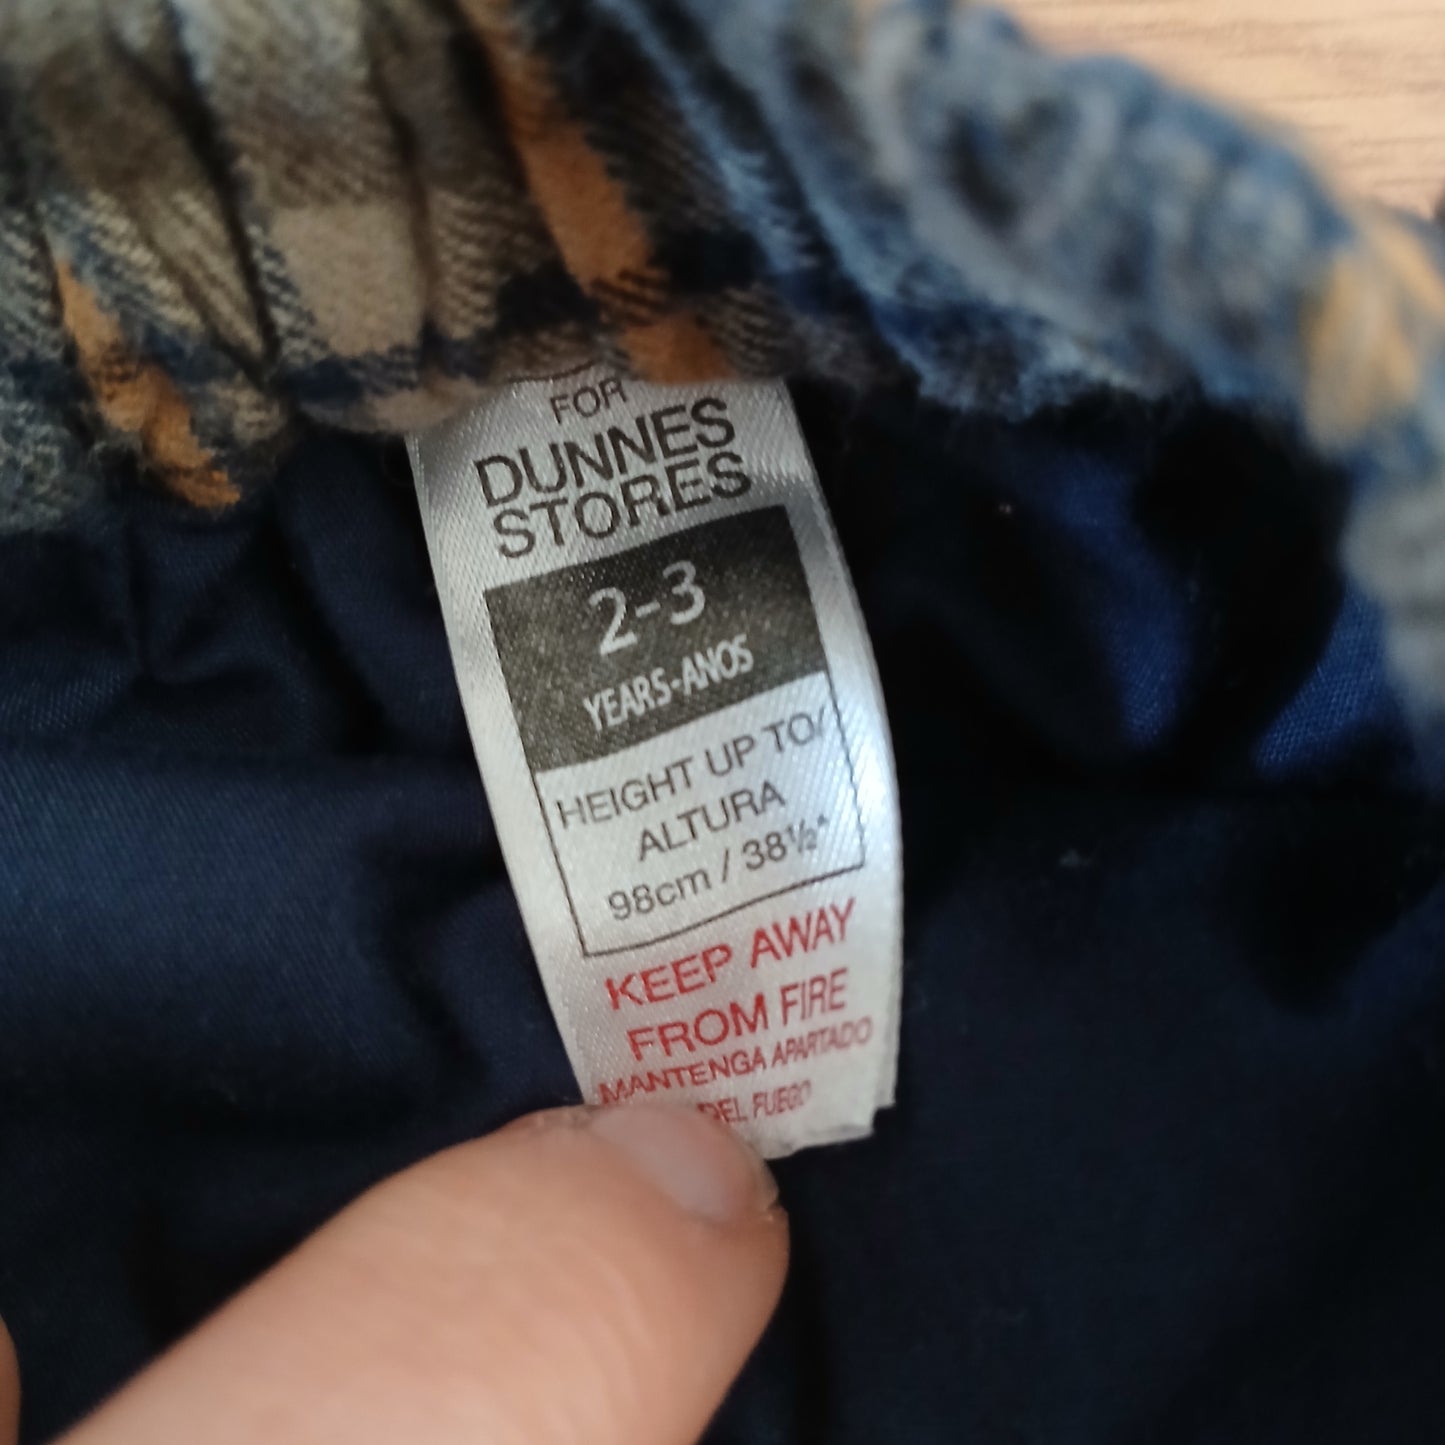 FOR
DUNNES
STORES
2-3
YEARS-ANOS
HEIGHT UP TO/
ALTURA
98cm / 38½"
KEEP AWAY
FROM FIRE
MANTENGA APARTADO
DEL FUEGO